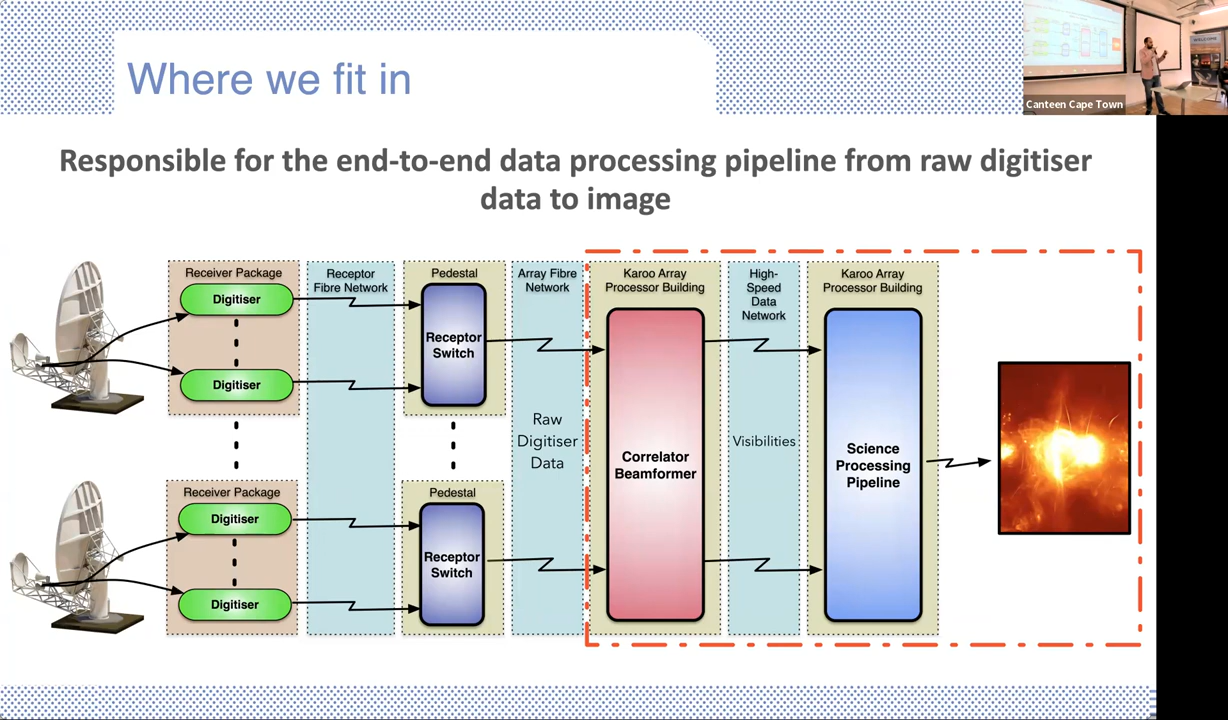 Where we fit in
Canteen Cape Town
Responsible for the end-to-end data processing pipeline from raw digitiser
data to image
Receiver Package
Digitiser
Digitiser
Receptor
Fibre Network
Pedestal
Receptor
Switch
Array Fibre
Network
Raw
Digitiser
Data
Karoo Array
Processor Building
Correlator
Beamformer
High-
Speed
Data
Network
Visibilities
Karoo Array
Processor Building
Science
Processing
Pipeline
Receiver Package
Digitiser
Digitiser
Pedestal
Receptor
Switch